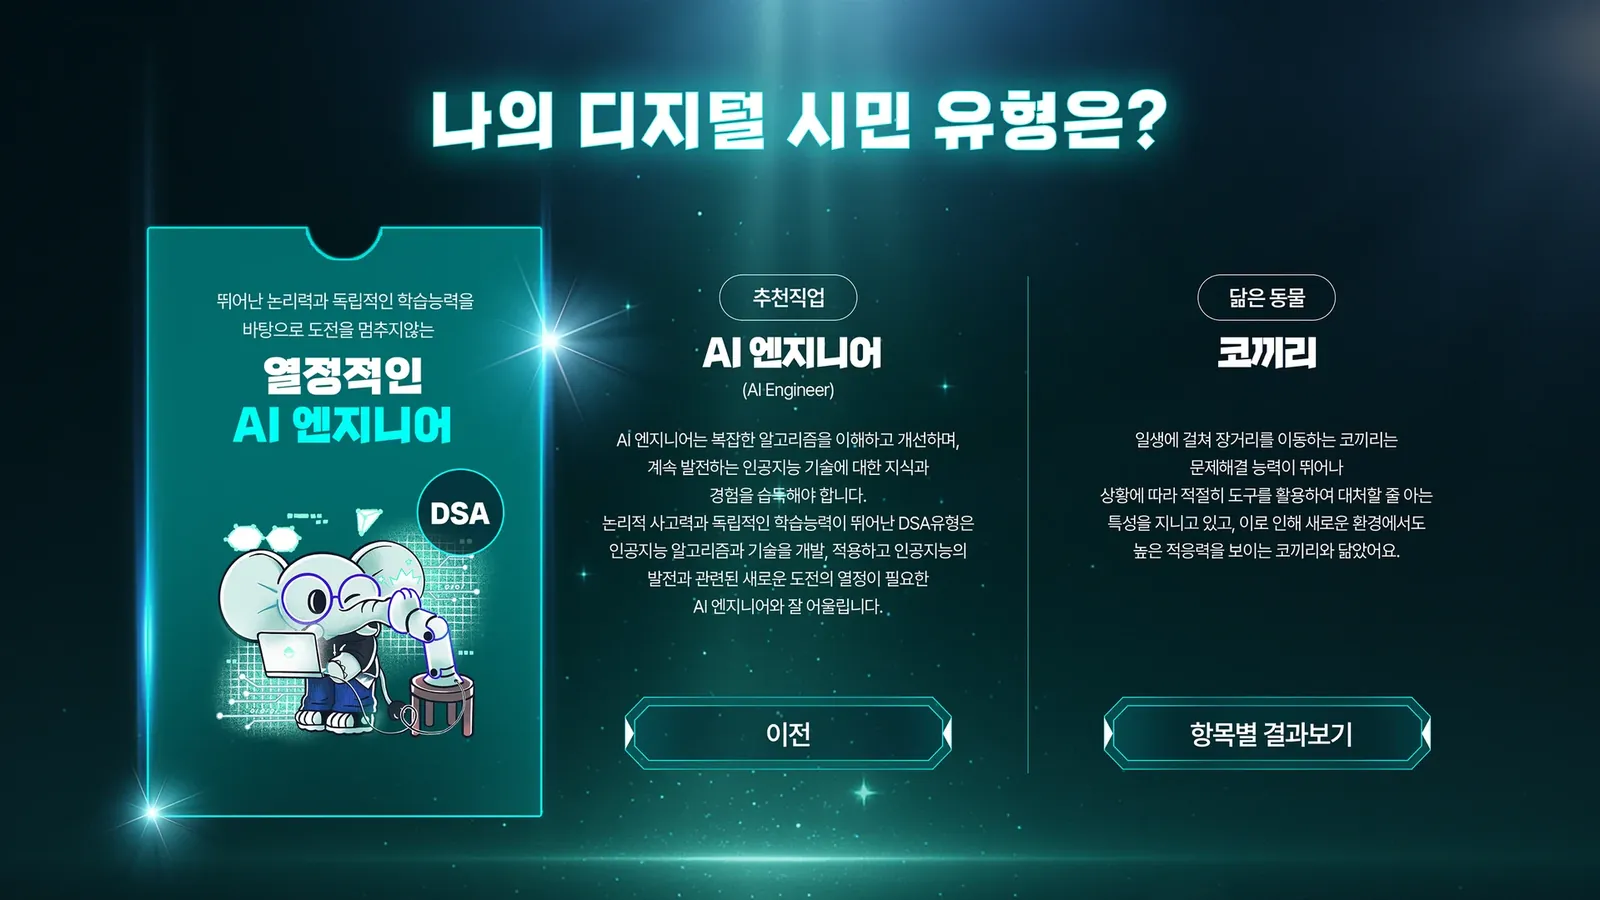 나의 디지털 시민 유형은?
뛰어난 논리력과 독립적인 학습능력을
바탕으로 도전을 멈추지않는
열정적인
AI 엔지니어
DSA
추천직업
AI 엔지니어
(AI Engineer)
AI 엔지니어는 복잡한 알고리즘을 이해하고 개선하며,
계속 발전하는 인공지능 기술에 대한 지식과
경험을 습득해야 합니다.
논리적 사고력과 독립적인 학습능력이 뛰어난 DSA유형은
인공지능 알고리즘과 기술을 개발, 적용하고 인공지능의
발전과 관련된 새로운 도전의 열정이 필요한
AI 엔지니어와 잘 어울립니다.
이전
닮은 동물
코끼리
일생에 걸쳐 장거리를 이동하는 코끼리는
문제해결 능력이 뛰어나
상황에 따라 적절히 도구를 활용하여 대처할 줄 아는
특성을 지니고 있고, 이로 인해 새로운 환경에서도
높은 적응력을 보이는 코끼리와 닮았어요.
항목별 결과보기